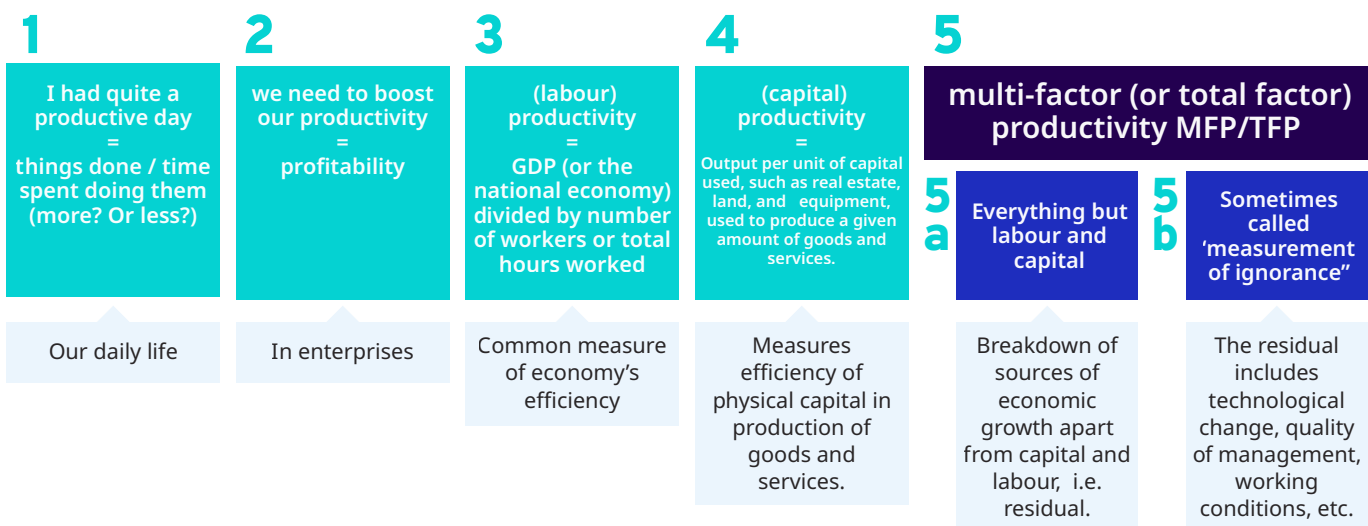 1
I had quite a
productive day
=
things done / time
spent doing them
(more? Or less?)
Our daily life
2
we need to boost
our productivity
=
profitability
In enterprises
3
(labour)
productivity
=
GDP (or the
national economy)
divided by number
of workers or total
hours worked
Common measure
of economy’s
efficiency
4
(capital)
productivity
=
Output per unit of capital
used, such as real estate,
land, and equipment,
used to produce a given
amount of goods and
services.
Measures
efficiency of
physical capital in
production of
goods and
services.
5
multi-factor (or total factor)
productivity MFP/TFP
5
a
Everything but
labour and
capital
Breakdown of
sources of
economic
growth apart
from capital and
labour, i.e.
residual.
5
b
Sometimes
called
‘measurement
of ignorance”
The residual
includes
technological
change, quality
of management,
working
conditions, etc.